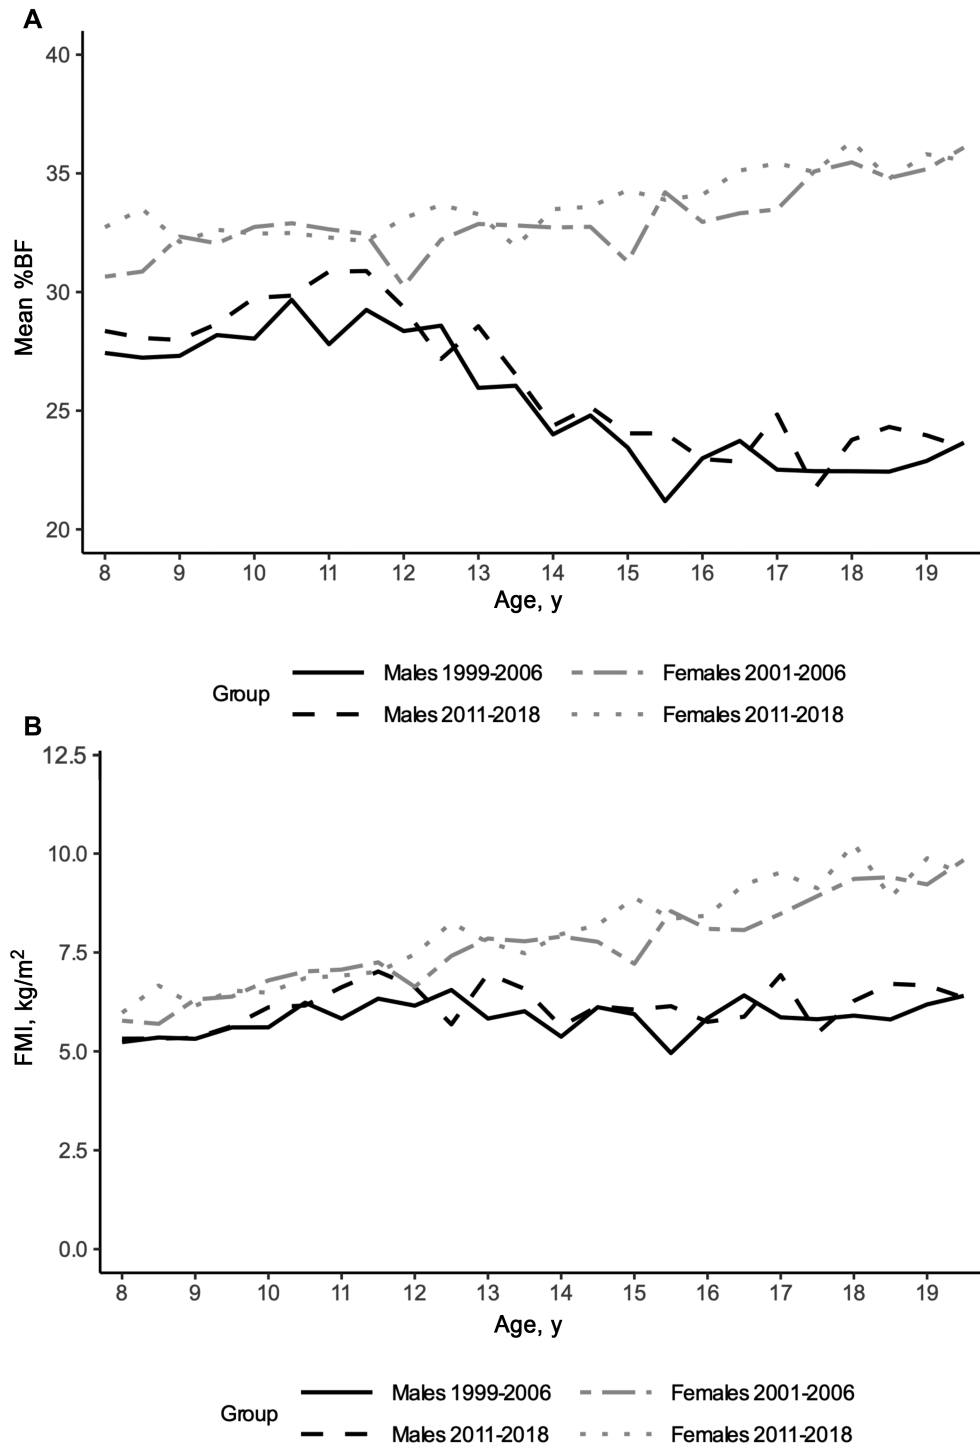 A
40
35
30
25
20
Mean %BF
8 9 10 11 12 13 14 15 16 17 18 19
Age, y
Group
Males 1999-2006
Females 2001-2006
Males 2011-2018
Females 2011-2018
B
12.5
10.0
7.5
5.0
2.5
0.0
FMI, kg/m²
8 9 10 11 12 13 14 15 16 17 18 19
Age, y
Group
Males 1999-2006
Females 2001-2006
Males 2011-2018
Females 2011-2018